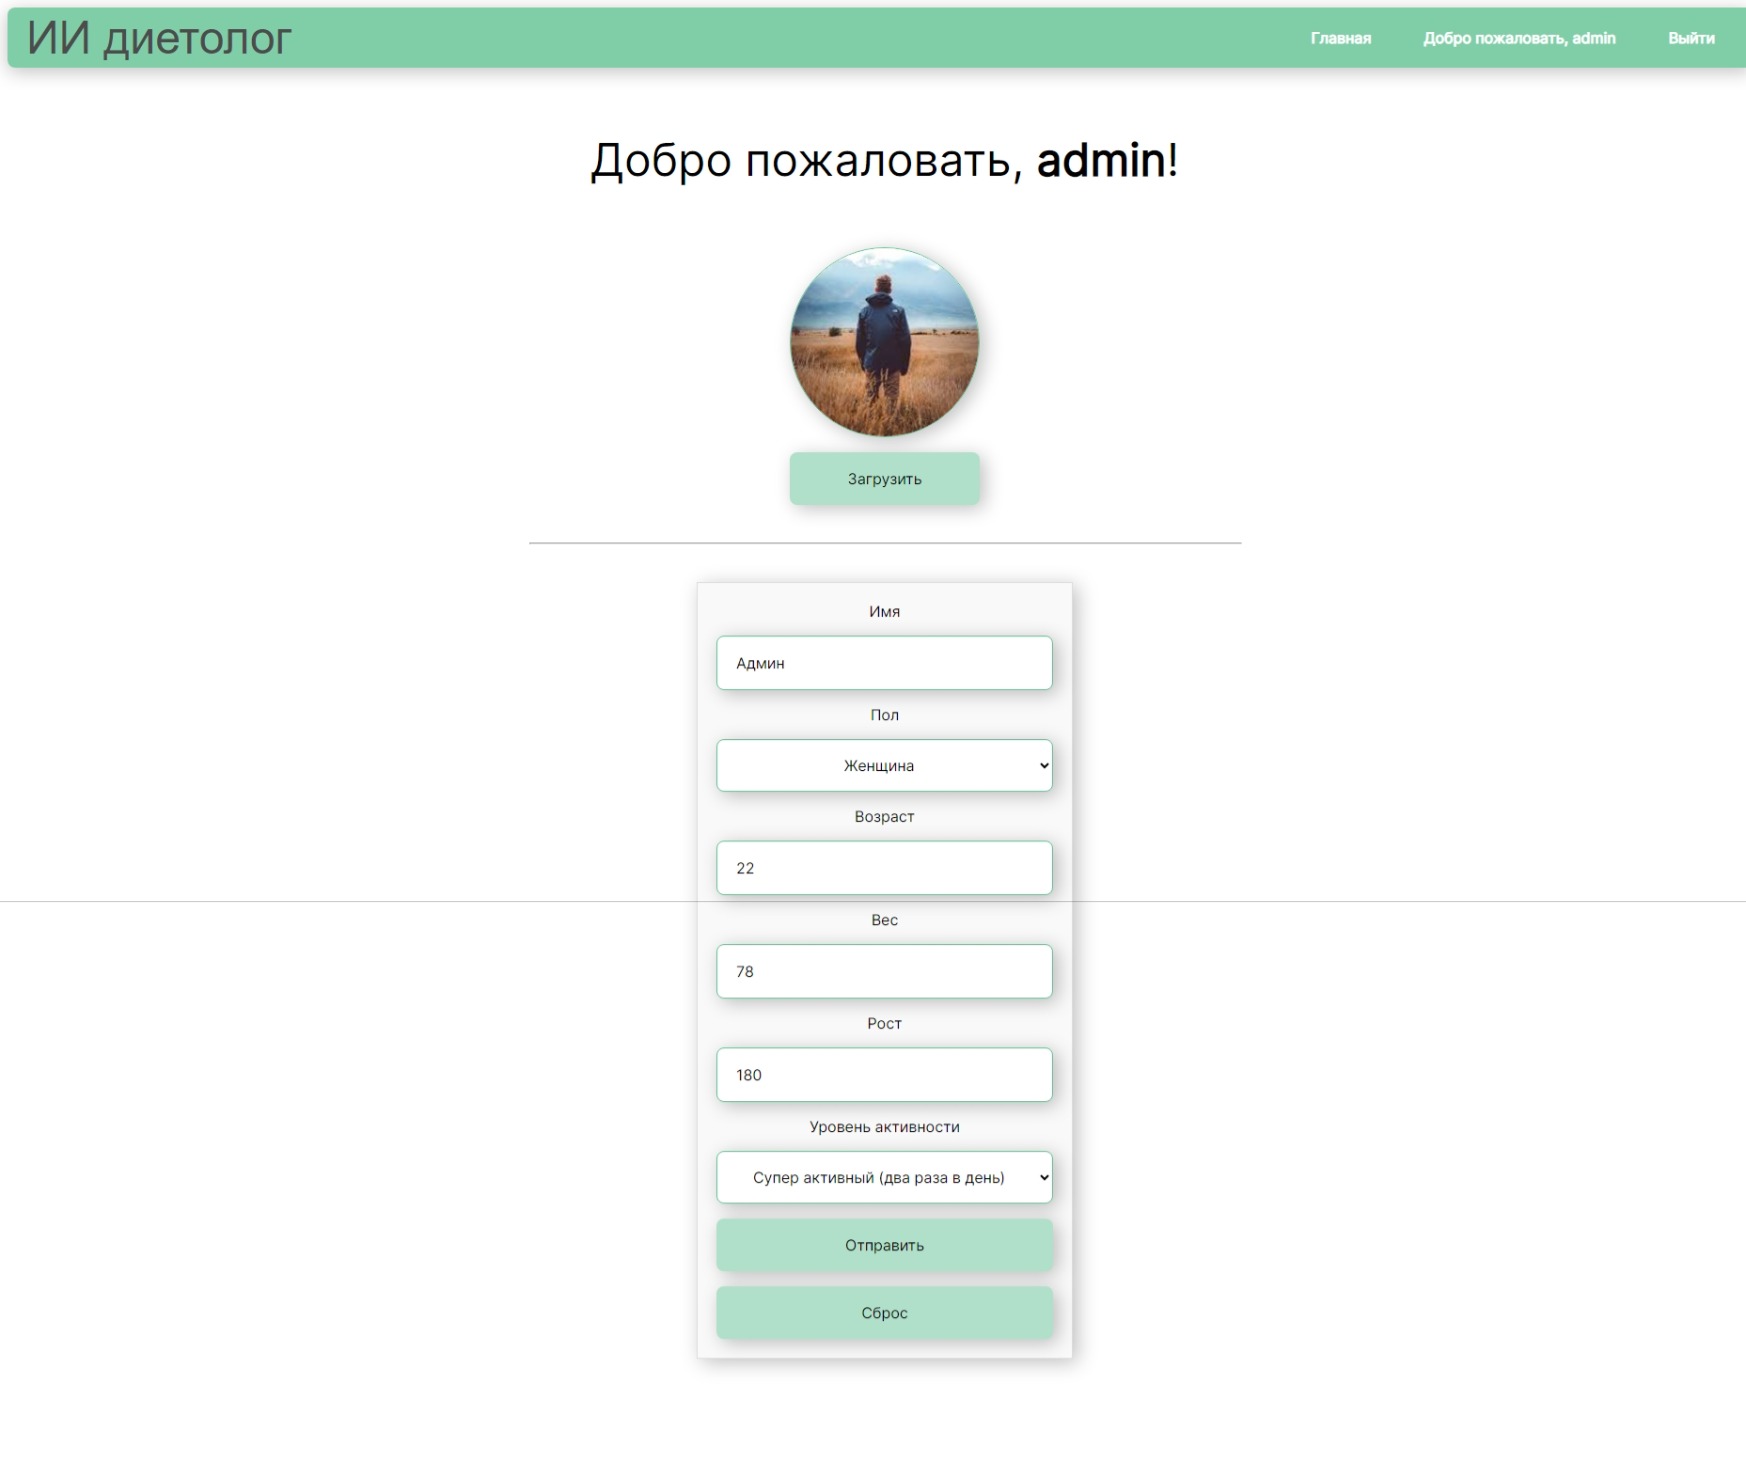 ИИ диетолог
Главная
Добро пожаловать, admin
Выйти
Добро пожаловать, admin!
Загрузить
Имя
Админ
Пол
Женщина
Возраст
22
Вес
78
Рост
180
Уровень активности
Супер активный (два раза в день)
Отправить
Сброс